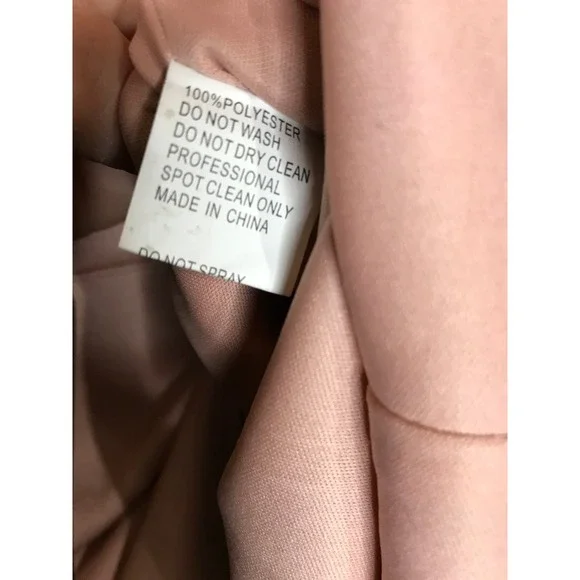 100%POLYESTER
DO NOT WASH
DO NOT DRY CLEAN
PROFESSIONAL
SPOT CLEAN ONLY
MADE IN CHINA
DO NOT SPRAY